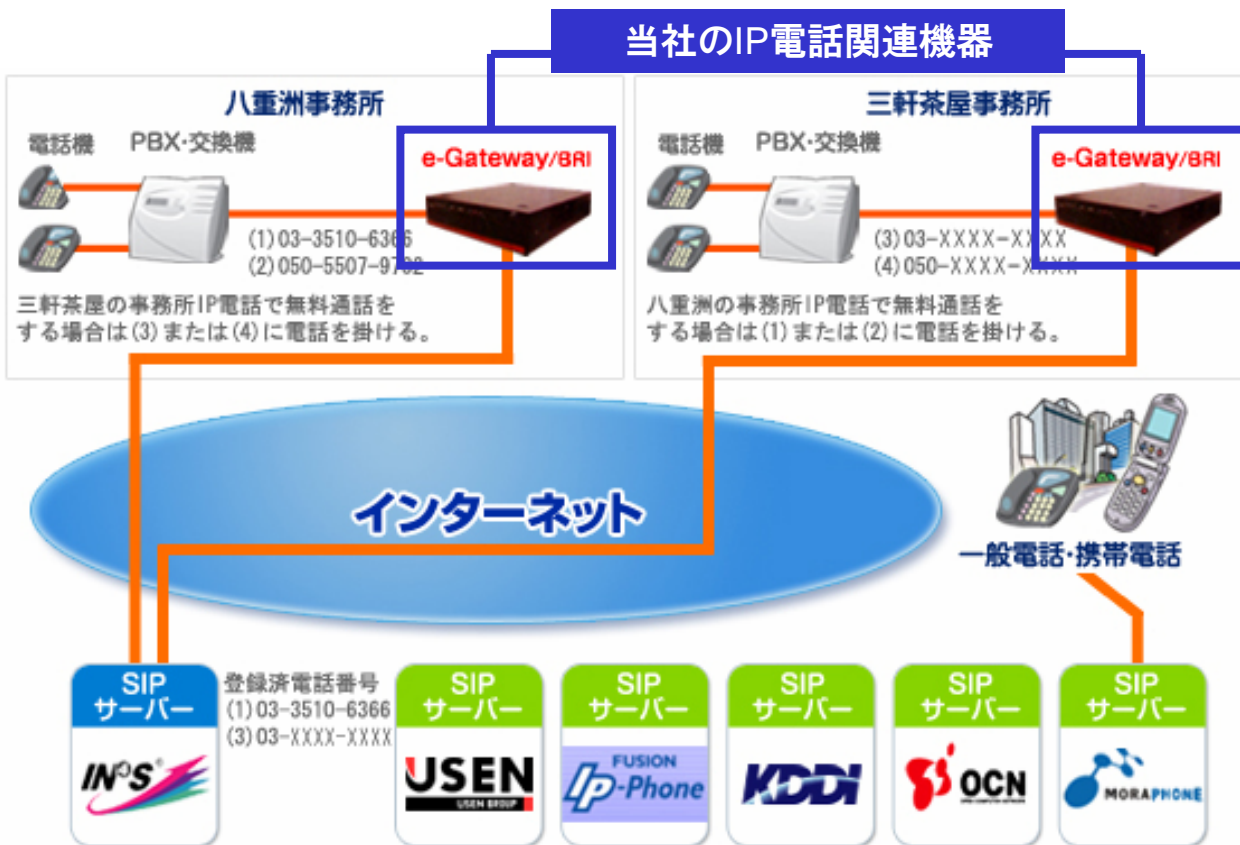 当社のIP電話関連機器
八重洲事務所
電話機
PBX・交換機
e-Gateway/BRI
(1)03-3510-6366
(2)050-5507-9702
三軒茶屋の事務所IP電話で無料通話を
する場合は(3)または(4)に電話を掛ける。
三軒茶屋事務所
電話機
PBX・交換機
e-Gateway/BRI
(3)03-XXXX-XXXX
(4)050-XXXX-XXXX
八重洲の事務所IP電話で無料通話を
する場合は(1)または(2)に電話を掛ける。
インターネット
一般電話・携帯電話
SIP
サーバー
登録済電話番号
(1)03-3510-6366
(3)03-XXXX-XXXX
SIP
サーバー
USEN
USEN GROUP
SIP
サーバー
FUSION
Ip-Phone
SIP
サーバー
KDDI
SIP
サーバー
OCN
OPEN COMPUTER NETWORK
SIP
サーバー
MORAPHONE